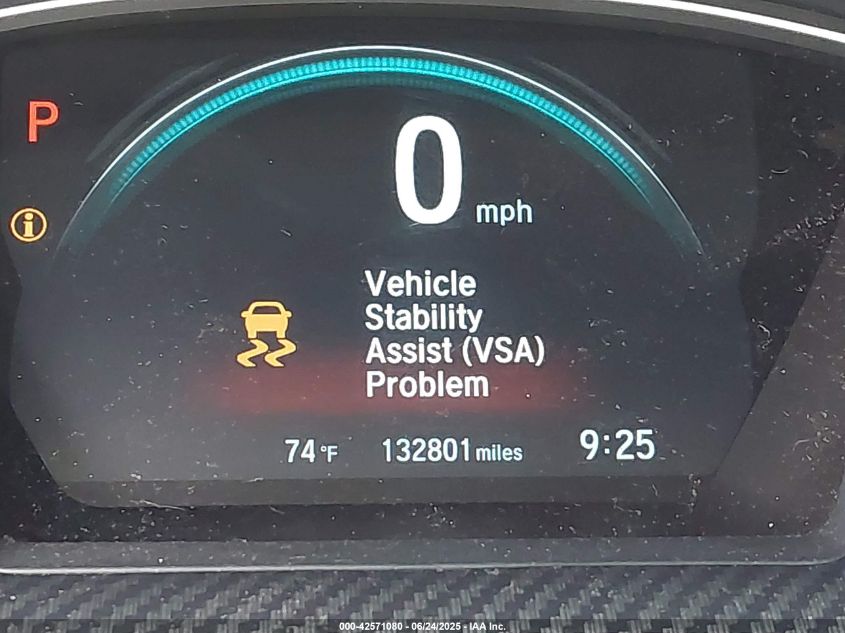 P
0 mph
i
Vehicle
Stability
Assist (VSA)
Problem
74 °F 132801 miles 9:25
000-42571080 - 06/24/2025 - IAA Inc.